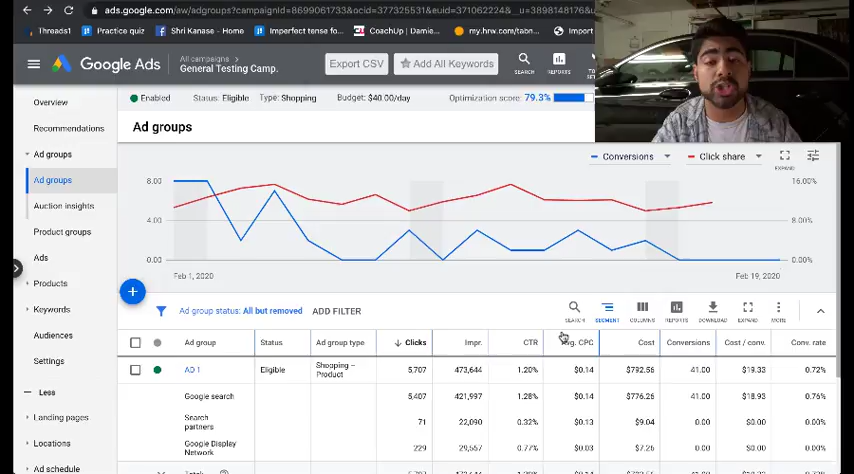 ads.google.com/aw/adgroups?campaignId=8699061733&ocid=377325531&euid=371062224&__u=3898148176&u
Threads1 Practice quiz Shri Kanase - Home Imperfect tense fo... CoachUp | Damie... my.hrw.com/tabn... Import
Google Ads
All campaigns
General Testing Camp.
Export CSV
Add All Keywords
SEARCH
REPORTS
Enabled Status: Eligible Type: Shopping Budget: $40.00/day Optimization score: 79.3%
Overview
Recommendations
Ad groups
Ad groups
Auction insights
Product groups
Ads
Products
Keywords
Audiences
Settings
Less
Landing pages
Locations
Ad schedule
Ad groups
Conversions Click share
EXPAND
8.00 16.00%
4.00 8.00%
0.00 0.00%
Feb 1, 2020 Feb 19, 2020
Ad group status: All but removed ADD FILTER
SEARCH SEGMENT COLUMNS REPORTS DOWNLOAD EXPAND MORE
Ad group Status Ad group type Clicks Impr. CTR Avg. CPC Cost Conversions Cost / conv. Conv. rate
AD 1 Eligible Shopping – Product 5,707 473,644 1.20% $0.14 $792.56 41.00 $19.33 0.72%
Google search 5,407 421,997 1.28% $0.14 $776.26 41.00 $18.93 0.76%
Search partners 71 22,090 0.32% $0.13 $9.04 0.00 $0.00 0.00%
Google Display Network 229 29,557 0.77% $0.03 $7.26 0.00 $0.00 0.00%